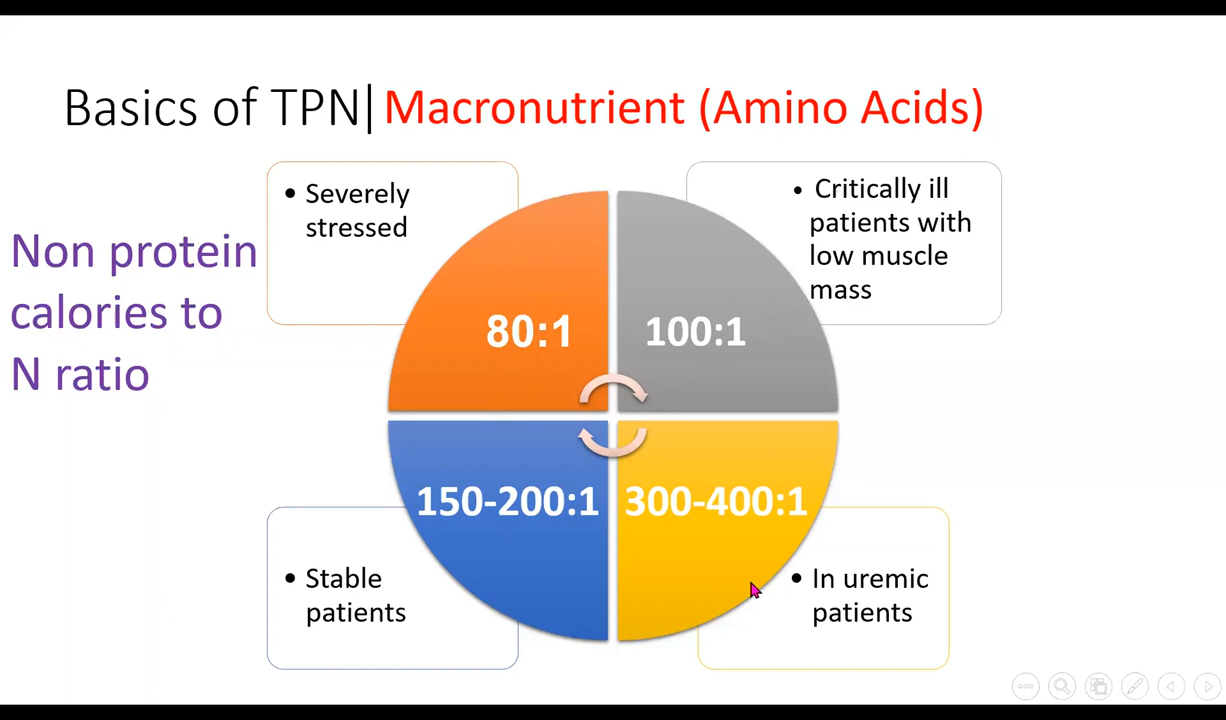 Basics of TPN| Macronutrient (Amino Acids)
Non protein
calories to
N ratio
• Severely
stressed
80:1
• Critically ill
patients with
low muscle
mass
100:1
150-200:1
• Stable
patients
300-400:1
• In uremic
patients